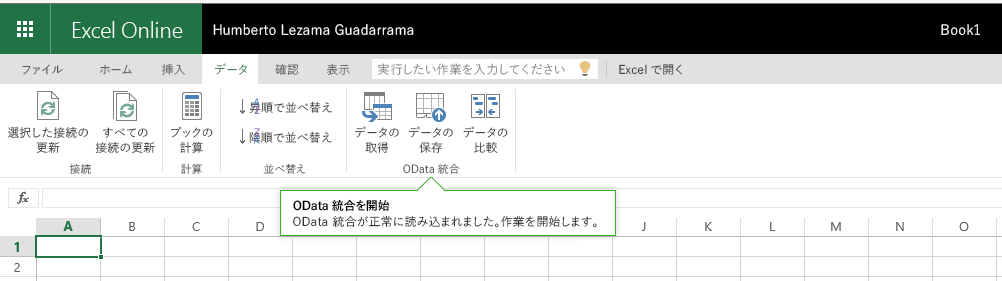 Excel Online Humberto Lezama Guadarrama Book1
ファイル ホーム 挿入 データ 確認 表示 実行したい作業を入力してください Excel で開く
選択した接続の更新 すべての接続の更新 ブックの計算 昇順で並べ替え 降順で並べ替え データの取得 データの保存 データの比較
接続 計算 並べ替え OData 統合
fx
OData 統合を開始
OData 統合が正常に読み込まれました。作業を開始します。
A B C D J K L M N O
1
2